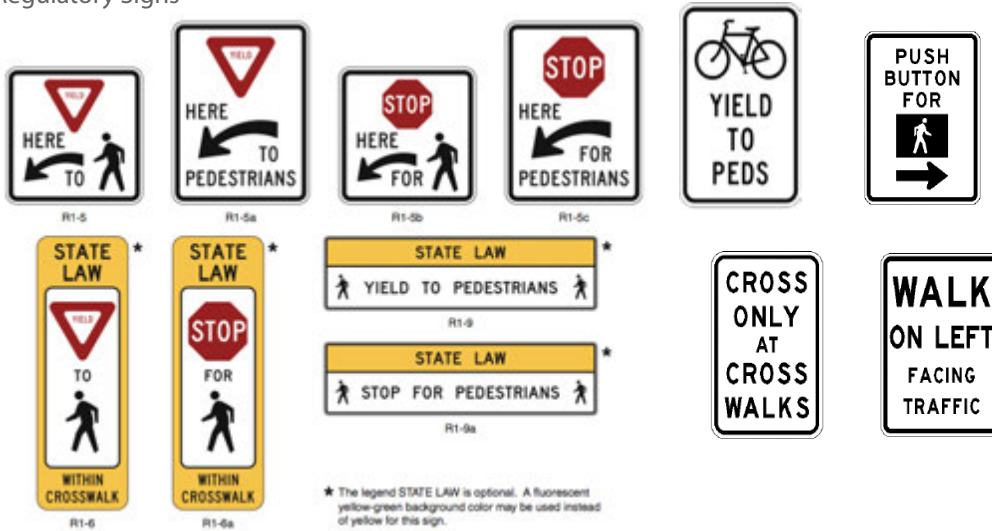 Regulatory Signs
YIELD
HERE
TO
R1-5
YIELD
HERE
TO
PEDESTRIANS
R1-5a
STOP
HERE
FOR
R1-5b
STOP
HERE
FOR
PEDESTRIANS
R1-5c
YIELD
TO
PEDS
PUSH
BUTTON
FOR
STATE
LAW
*
YIELD
TO
WITHIN
CROSSWALK
R1-6
STATE
LAW
*
STOP
FOR
WITHIN
CROSSWALK
R1-6a
STATE LAW
*
YIELD TO PEDESTRIANS
R1-9
STATE LAW
*
STOP FOR PEDESTRIANS
R1-9a
* The legend STATE LAW is optional. A fluorescent
yellow-green background color may be used instead
of yellow for this sign.
CROSS
ONLY
AT
CROSS
WALKS
WALK
ON LEFT
FACING
TRAFFIC